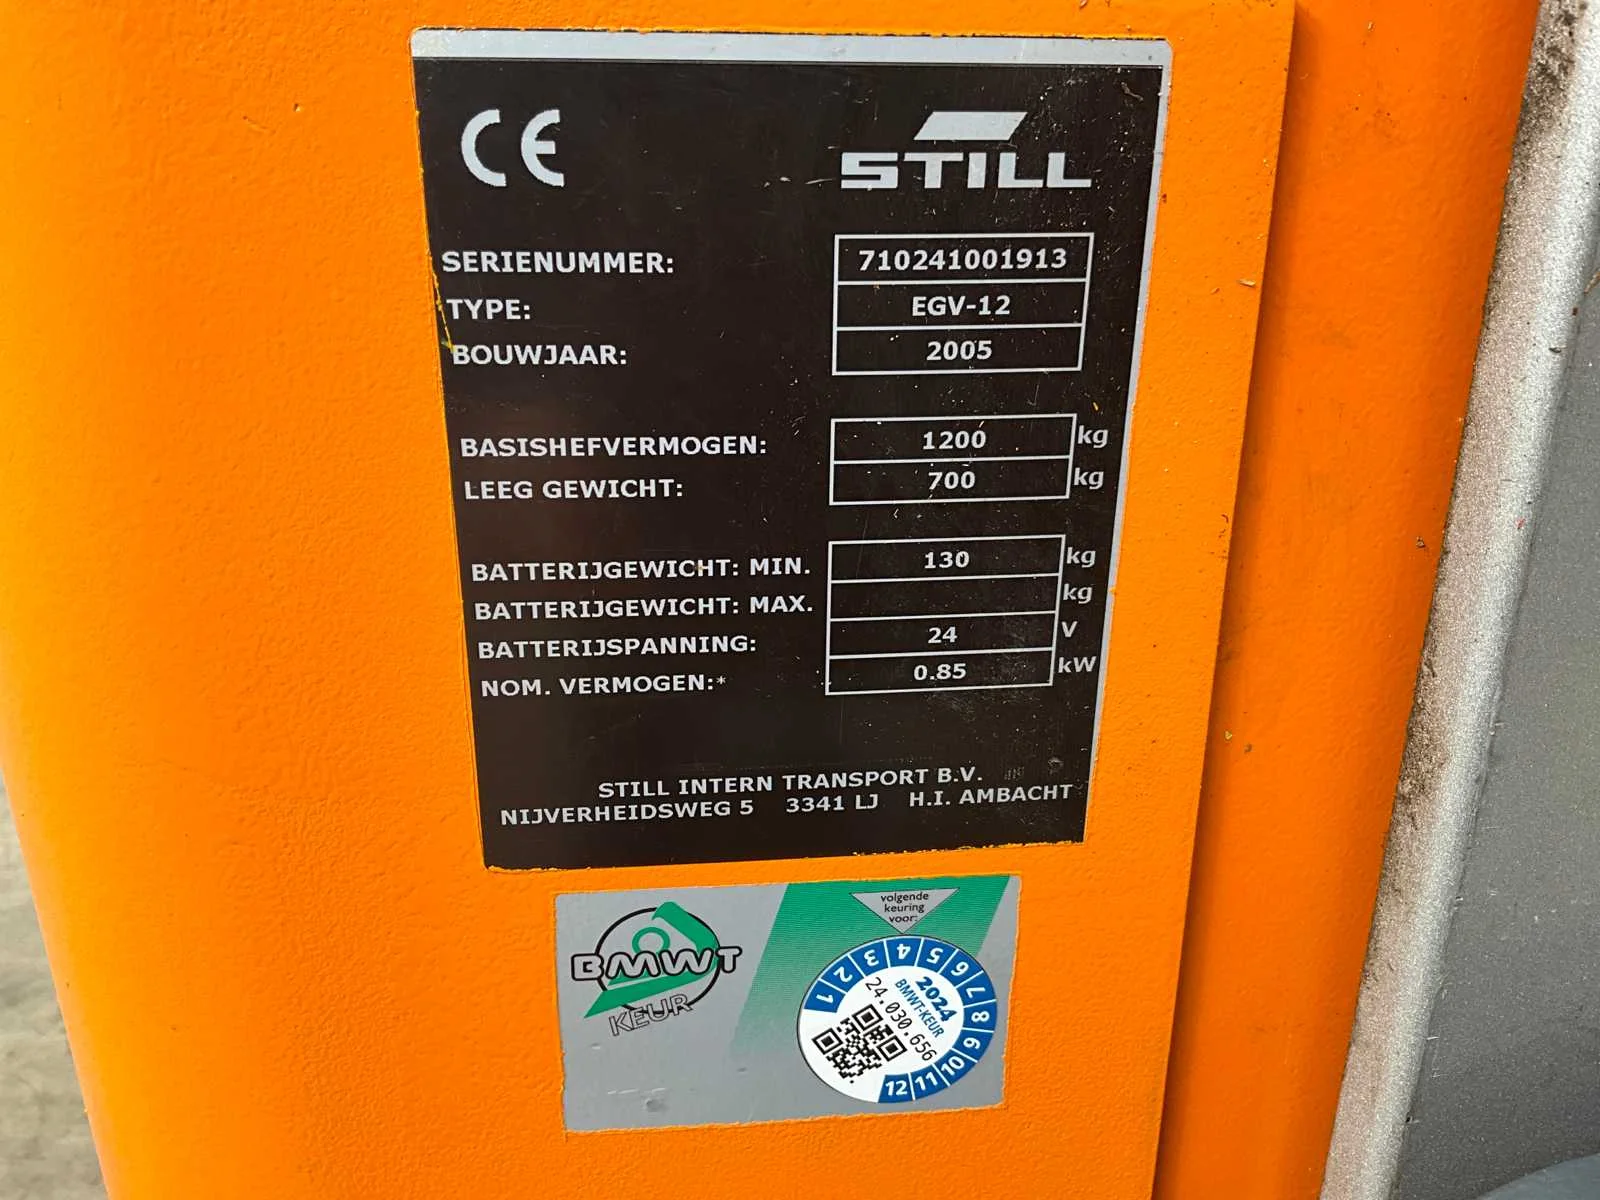 CE
STILL
SERIENUMMER: 710241001913
TYPE: EGV-12
BOUWJAAR: 2005
BASISHEFVERMOGEN: 1200 kg
LEEG GEWICHT: 700 kg
BATTERIJGEWICHT: MIN. 130 kg
BATTERIJGEWICHT: MAX. kg
BATTERIJSPANNING: 24 V
NOM. VERMOGEN:* 0.85 kW
STILL INTERN TRANSPORT B.V.
NIJVERHEIDSWEG 5 3341 LJ H.I. AMBACHT
BMWT
KEUR
volgende
keuring
voor:
1 2 3 4 5 6 7 8 9 10 11 12
2024
BMWT-KEUR
24.030.656